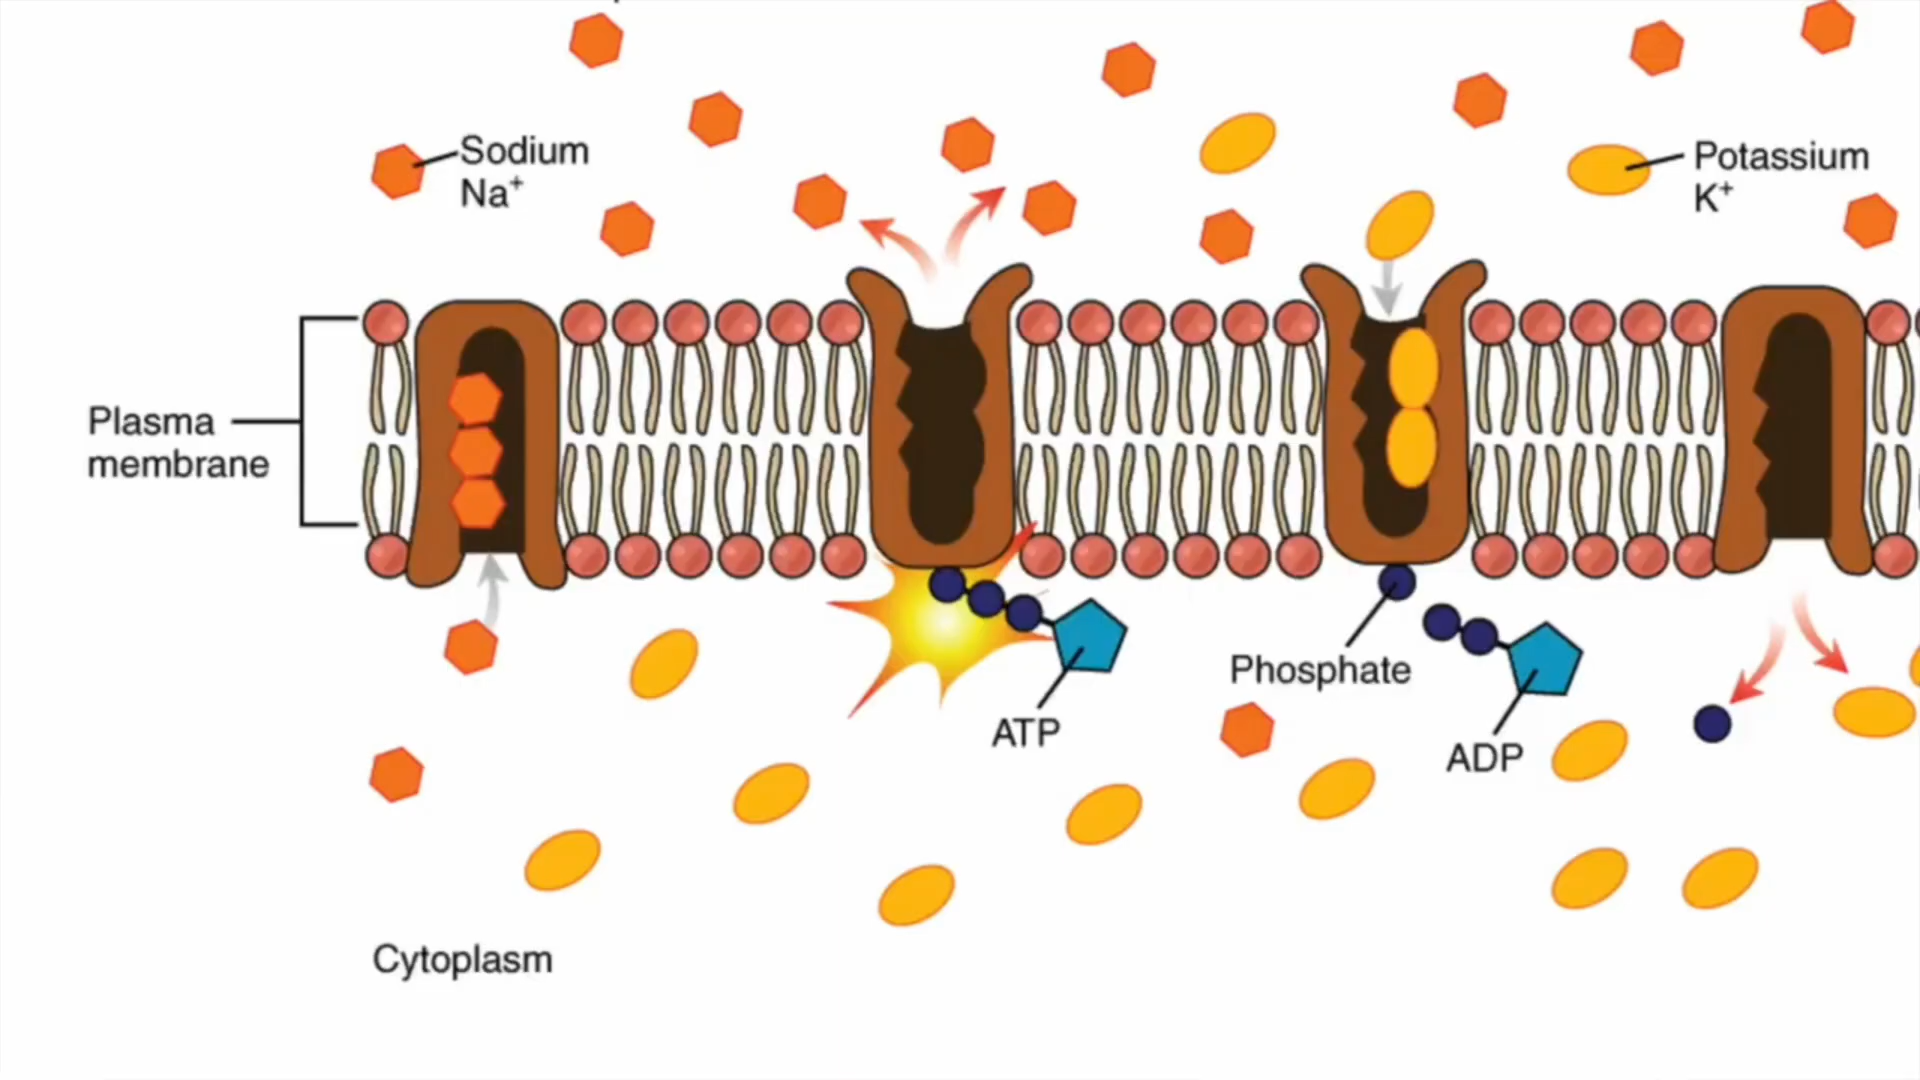 Sodium
Na⁺
Potassium
K⁺
Plasma
membrane
Phosphate
ATP
ADP
Cytoplasm